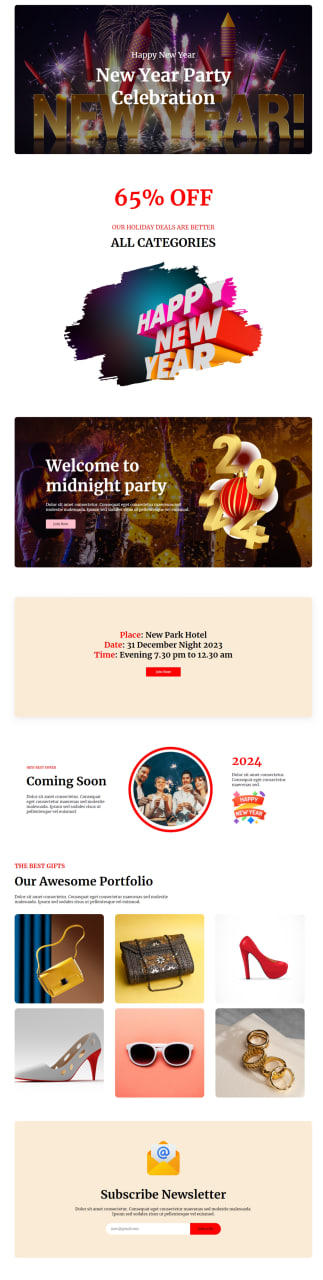 Happy New Year
New Year Party
Celebration
NEW YEAR!
65% OFF
OUR HOLIDAY DEALS ARE BETTER
ALL CATEGORIES
HAPPY
NEW
YEAR
Welcome to
midnight party
Dolor sit amet consectetur. Consequat eget consectetur maecenas sed
molestie malesuada. Ipsum sed sodales risus ut pellentesque vel euismod.
Join Now
2024
Place: New Park Hotel
Date: 31 December Night 2023
Time: Evening 7.30 pm to 12.30 am
Join Now
NEW BEST OFFER
Coming Soon
Dolor sit amet consectetur. Consequat
eget consectetur maecenas sed molestie
malesuada. Ipsum sed sodales risus ut
pellentesque vel euismod
2024
Dolor sit amet consectetur.
Consequat eget consectetur
maecenas sed.
HAPPY
NEW YEAR
THE BEST GIFTS
Our Awesome Portfolio
Dolor sit amet consectetur. Consequat eget consectetur maecenas sed molestie
malesuada. Ipsum sed sodales risus ut pellentesque vel euismod.
@
Subscribe Newsletter
Dolor sit amet consectetur. Consequat eget consectetur maecenas sed molestie malesuada.
Ipsum sed sodales risus ut pellentesque vel euismod.
Subscribe